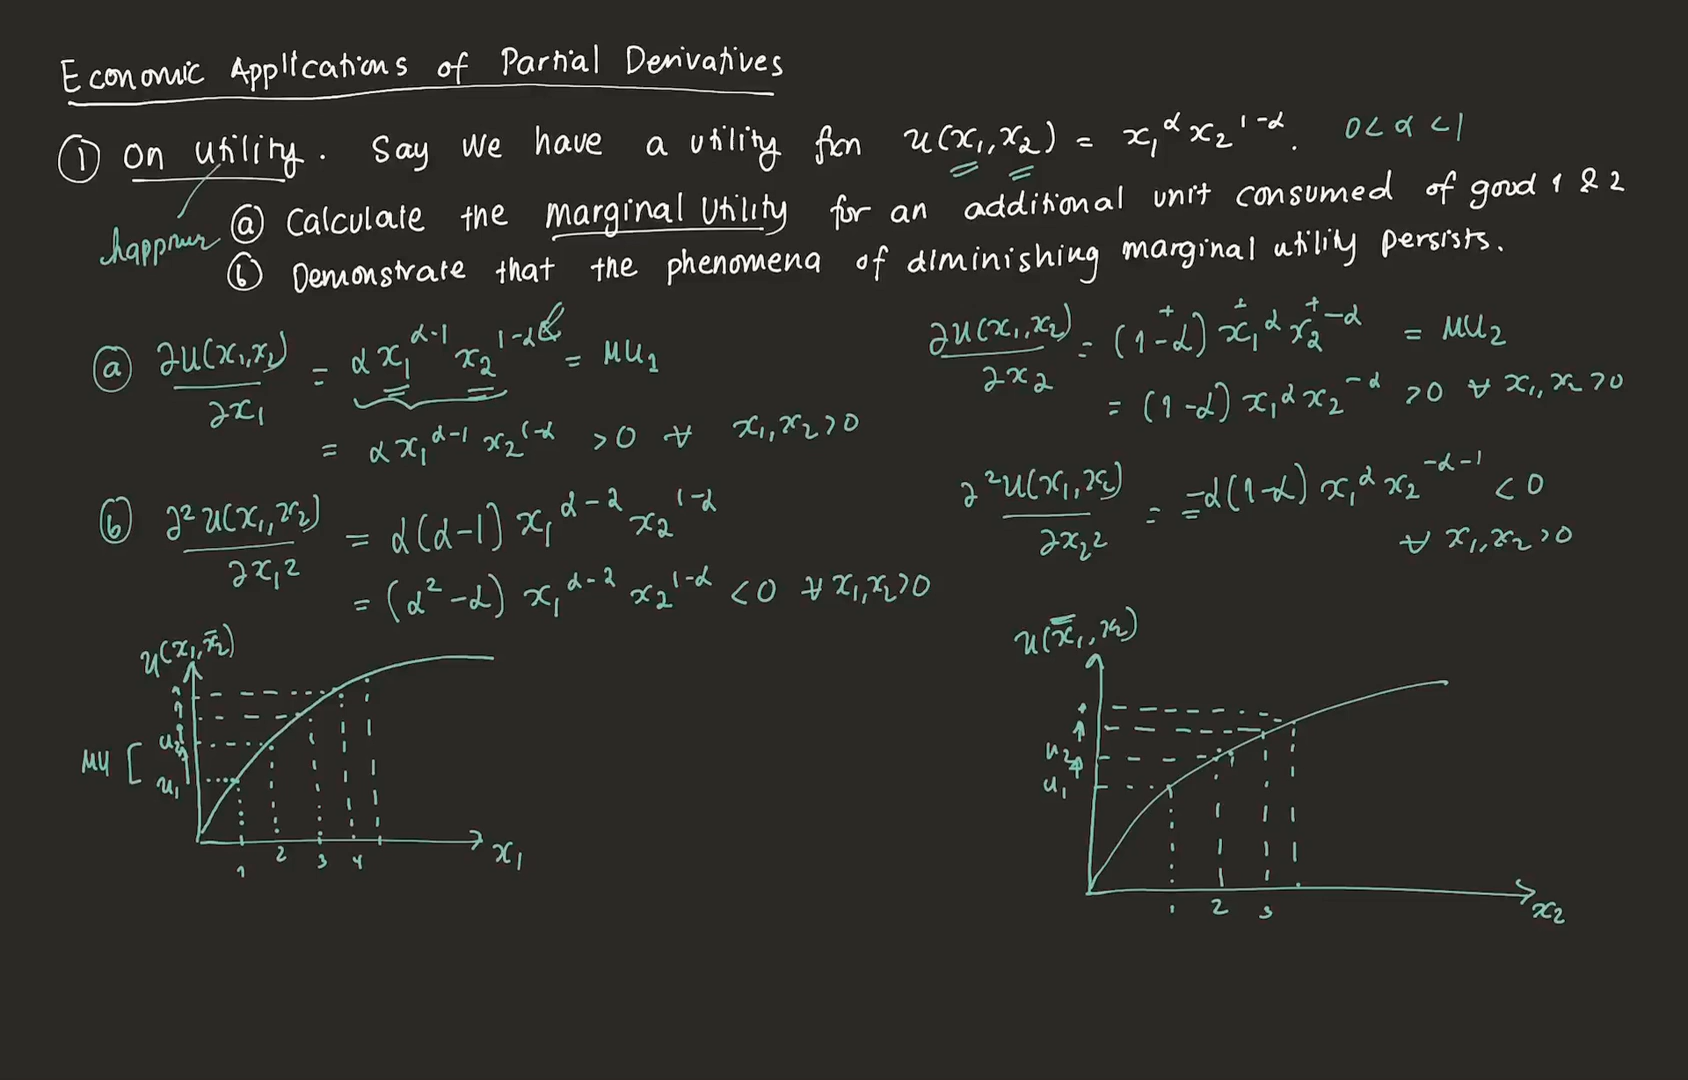 Economic Applications of Partial Derivatives
① On utility. Say we have a utility fcn u(x₁,x₂) = x₁^α x₂^{1-α}. 0<α<1
ⓐ Calculate the marginal utility for an additional unit consumed of good 1 & 2
ⓑ Demonstrate that the phenomena of diminishing marginal utility persists.
ⓐ ∂u(x₁,x₂)/∂x₁ = αx₁^{α-1} x₂^{1-α} = MU₁
= αx₁^{α-1} x₂^{1-α} >0 ∀ x₁,x₂>0
∂u(x₁,x₂)/∂x₂ = (1-α) x₁^α x₂^{-α} = MU₂
+ + +
= (1-α) x₁^α x₂^{-α} >0 ∀ x₁,x₂>0
ⓑ ∂²u(x₁,x₂)/∂x₁² = α(α-1) x₁^{α-2} x₂^{1-α}
= (α²-α) x₁^{α-2} x₂^{1-α} <0 ∀ x₁,x₂>0
∂²u(x₁,x₂)/∂x₂² = = -α(1-α) x₁^α x₂^{-α-1} <0
∀ x₁,x₂>0
u(x₁,x̄₂)
MU [ u₂
u₁
1 2 3 4
x₁
u(x̄₁,x₂)
u₂
u₁
1 2 3
x₂